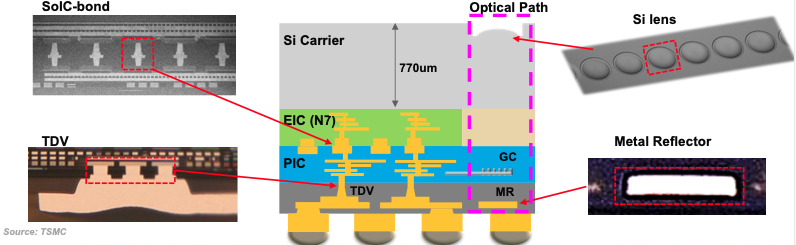 SoIC-bond
Optical Path
Si lens
Si Carrier
770um
EIC (N7)
TDV
PIC
GC
Metal Reflector
TDV
MR
Source: TSMC